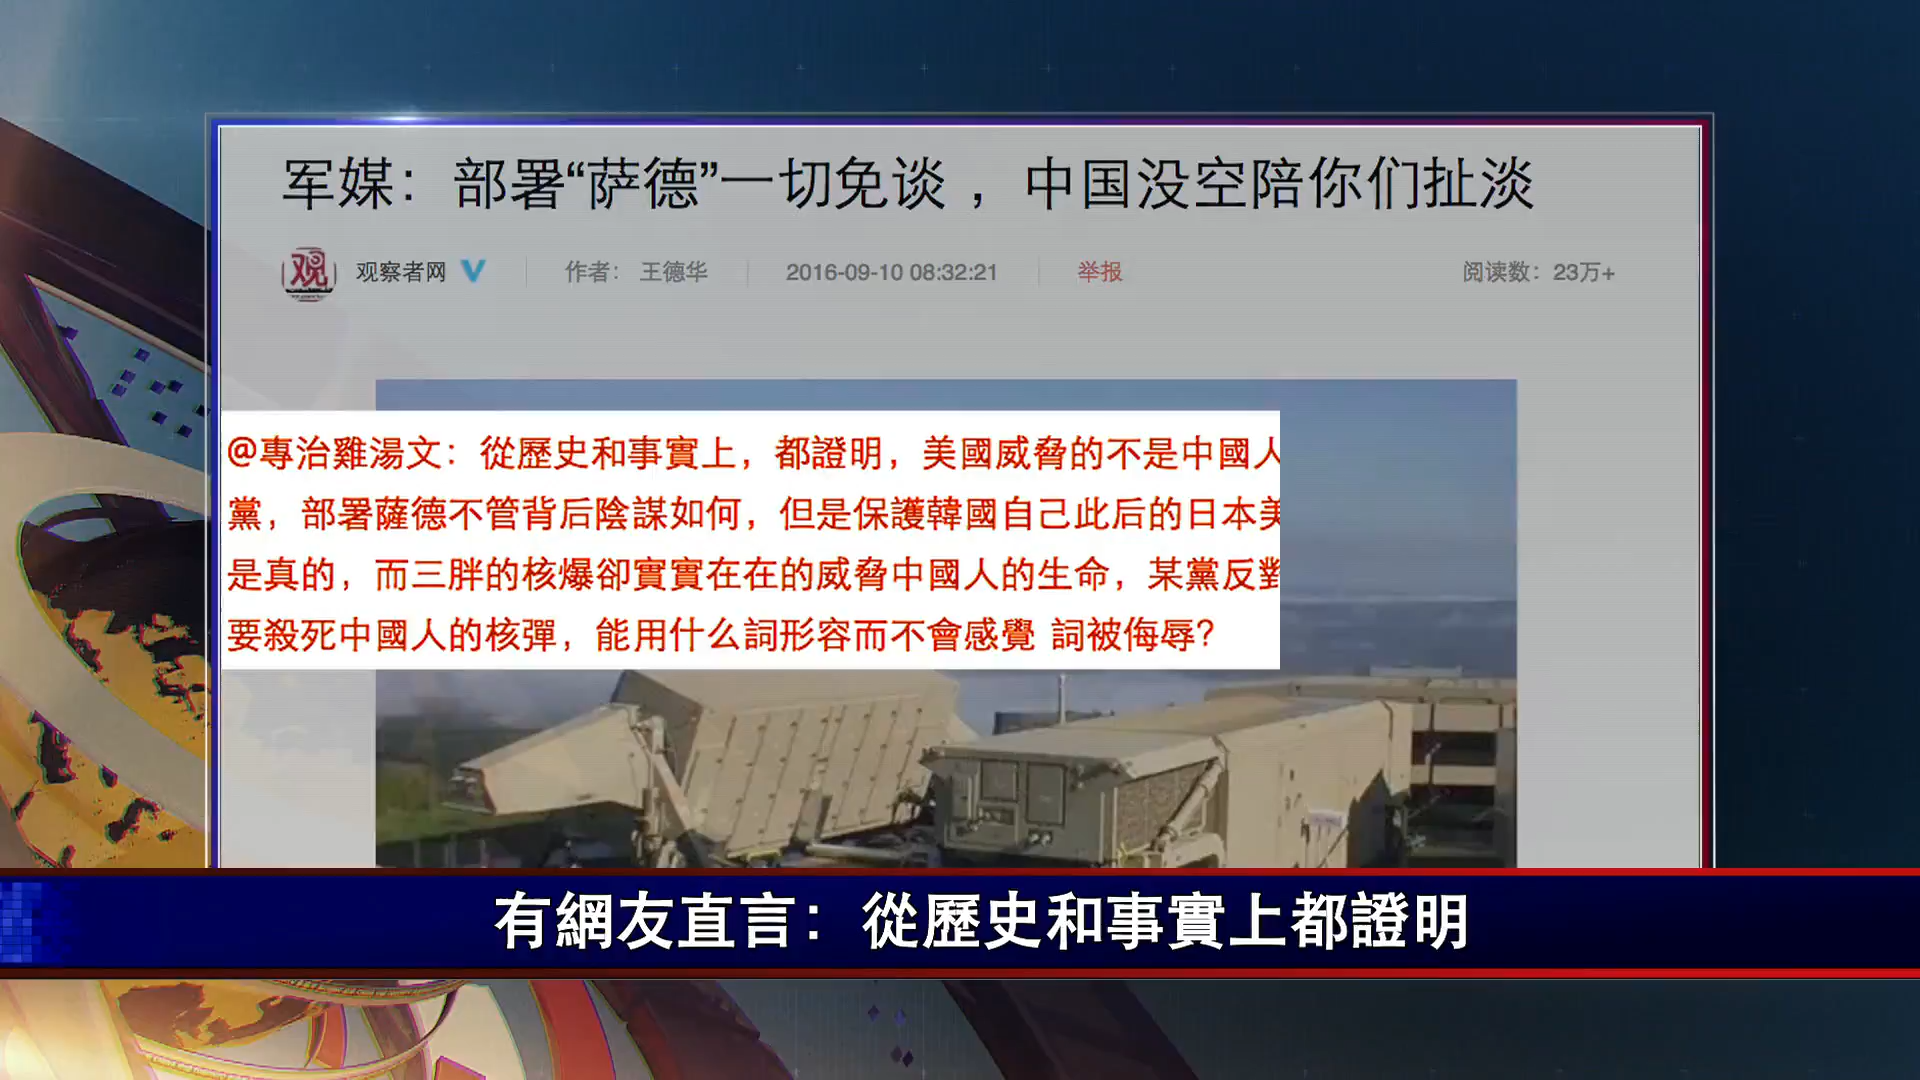 军媒：部署“萨德”一切免谈，中国没空陪你们扯淡
观 观察者网 作者：王德华 2016-09-10 08:32:21 举报 阅读数：23万+
@專治雞湯文：從歷史和事實上，都證明，美國威脅的不是中國人
黨，部署薩德不管背后陰謀如何，但是保護韓國自己此后的日本美
是真的，而三胖的核爆卻實實在在的威脅中國人的生命，某黨反對
要殺死中國人的核彈，能用什么詞形容而不會感覺 詞被侮辱？
有網友直言：從歷史和事實上都證明